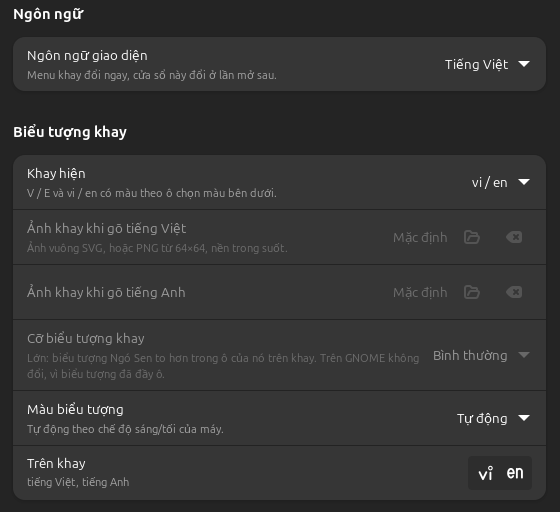 Ngôn ngữ
Ngôn ngữ giao diện
Tiếng Việt
Menu khay đổi ngay, cửa sổ này đổi ở lần mở sau.
Biểu tượng khay
Khay hiện
vi / en
V / E và vi / en có màu theo ô chọn màu bên dưới.
Ảnh khay khi gõ tiếng Việt
Mặc định
Ảnh vuông SVG, hoặc PNG từ 64×64, nền trong suốt.
Ảnh khay khi gõ tiếng Anh
Mặc định
Cỡ biểu tượng khay
Lớn: biểu tượng Ngó Sen to hơn trong ô của nó trên khay. Trên GNOME không
đổi, vì biểu tượng đã đầy ô.
Bình thường
Màu biểu tượng
Tự động
Tự động theo chế độ sáng/tối của máy.
Trên khay
tiếng Việt, tiếng Anh
vi en